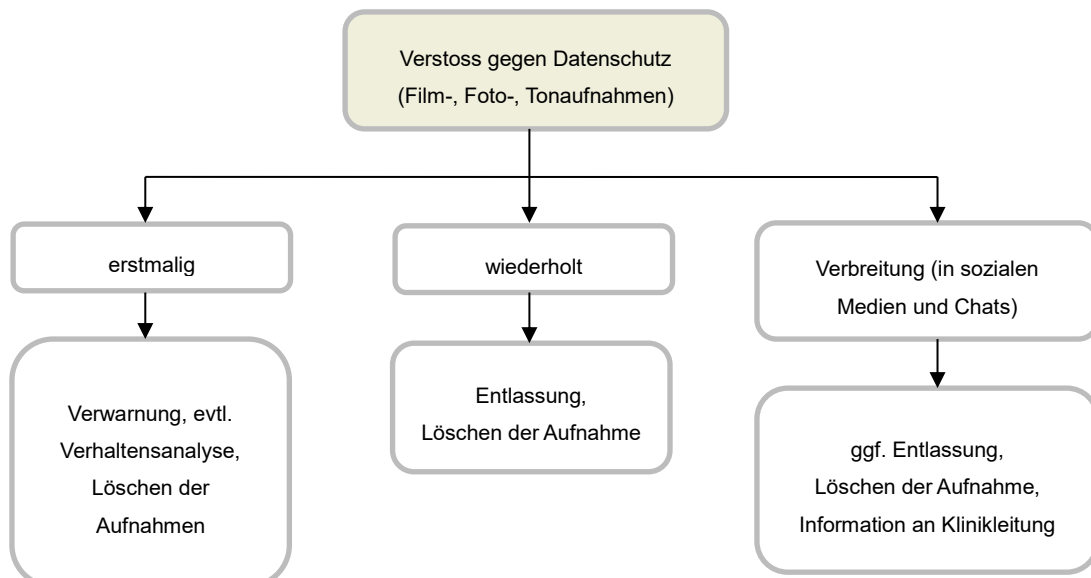 Verstoss gegen Datenschutz
(Film-, Foto-, Tonaufnahmen)
erstmalig
wiederholt
Verbreitung (in sozialen
Medien und Chats)
Verwarnung, evtl.
Verhaltensanalyse,
Löschen der
Aufnahmen
Entlassung,
Löschen der Aufnahme
ggf. Entlassung,
Löschen der Aufnahme,
Information an Klinikleitung